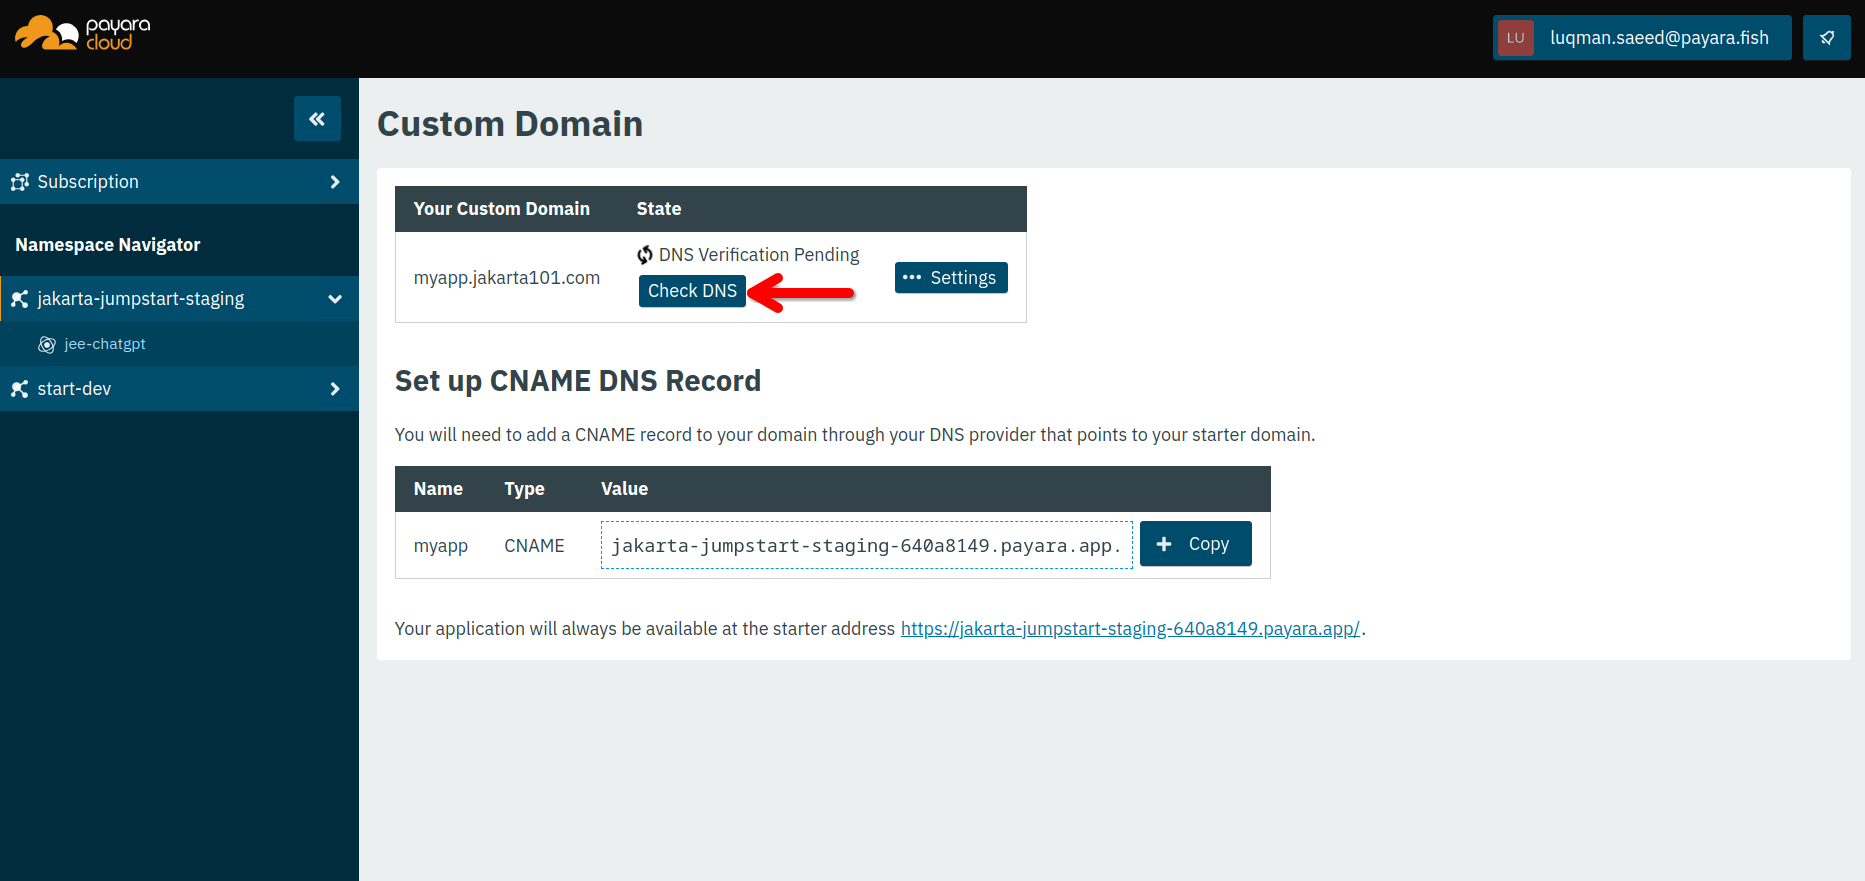 payara
cloud
LU
luqman.saeed@payara.fish
Subscription
Namespace Navigator
jakarta-jumpstart-staging
jee-chatgpt
start-dev
Custom Domain
Your Custom Domain State
DNS Verification Pending
myapp.jakarta101.com
Check DNS
Settings
Set up CNAME DNS Record
You will need to add a CNAME record to your domain through your DNS provider that points to your starter domain.
Name Type Value
myapp CNAME jakarta-jumpstart-staging-640a8149.payara.app. Copy
Your application will always be available at the starter address https://jakarta-jumpstart-staging-640a8149.payara.app/.